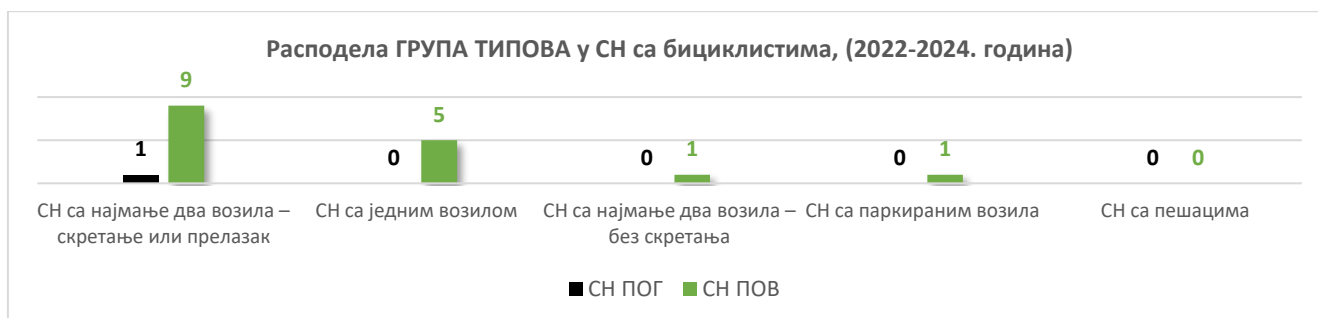 Расподела ГРУПА ТИПОВА у СН са бициклистима, (2022-2024. година)
1 9 0 5 0 1 0 1 0 0
СН са најмање два возила –
скретање или прелазак
СН са једним возилом
СН са најмање два возила –
без скретања
СН са паркираним возила
СН са пешацима
СН ПОГ СН ПОВ